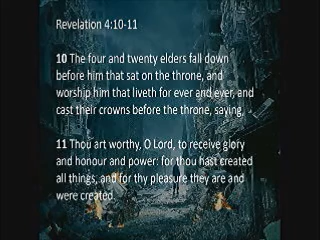 Revelation 4:10-11
10 The four and twenty elders fall down
before him that sat on the throne, and
worship him that liveth for ever and ever, and
cast their crowns before the throne, saying,
11 Thou art worthy, O Lord, to receive glory
and honour and power: for thou hast created
all things, and for thy pleasure they are and
were created.